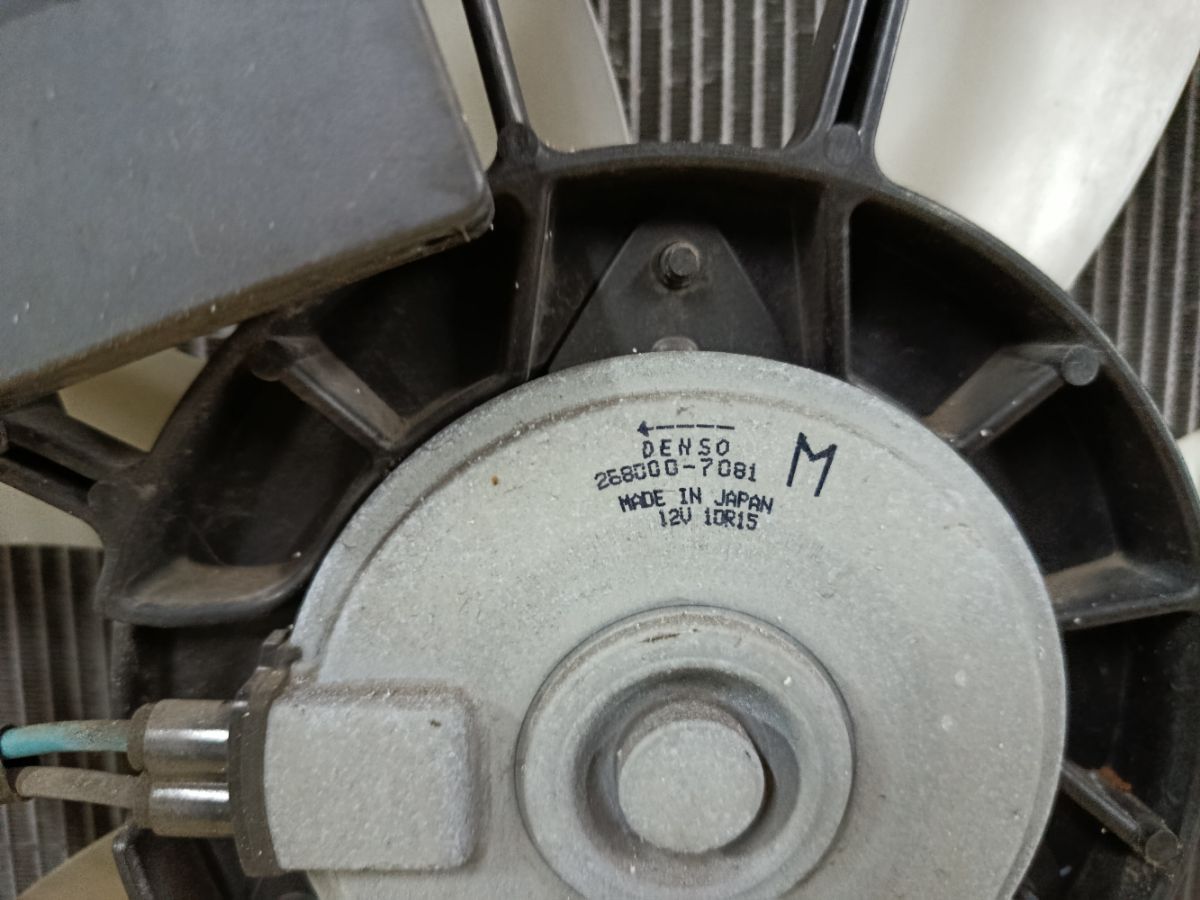 DENSO
268000-7081
M
MADE IN JAPAN
12V 10R15